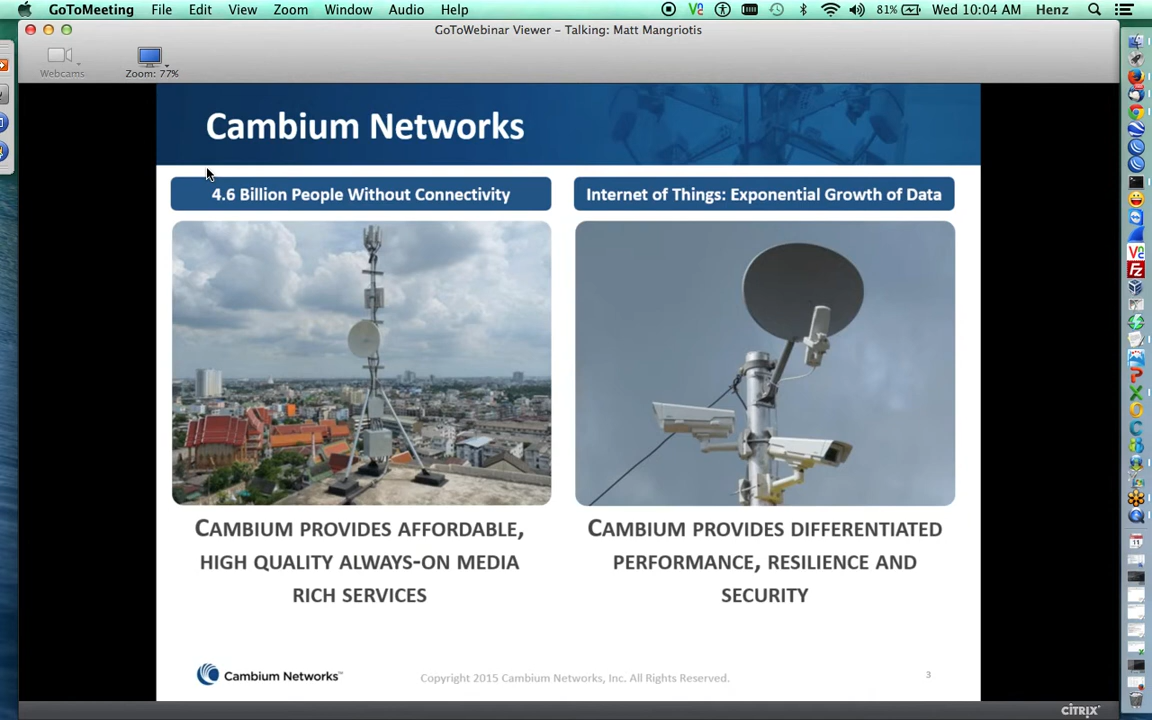 GoToMeeting File Edit View Zoom Window Audio Help 81% Wed 10:04 AM Henz
GoToWebinar Viewer – Talking: Matt Mangriotis
Webcams
Zoom: 77%
Cambium Networks
4.6 Billion People Without Connectivity
CAMBIUM PROVIDES AFFORDABLE,
HIGH QUALITY ALWAYS-ON MEDIA
RICH SERVICES
Internet of Things: Exponential Growth of Data
CAMBIUM PROVIDES DIFFERENTIATED
PERFORMANCE, RESILIENCE AND
SECURITY
Cambium Networks™
Copyright 2015 Cambium Networks, Inc. All Rights Reserved.
3
CİTRIX